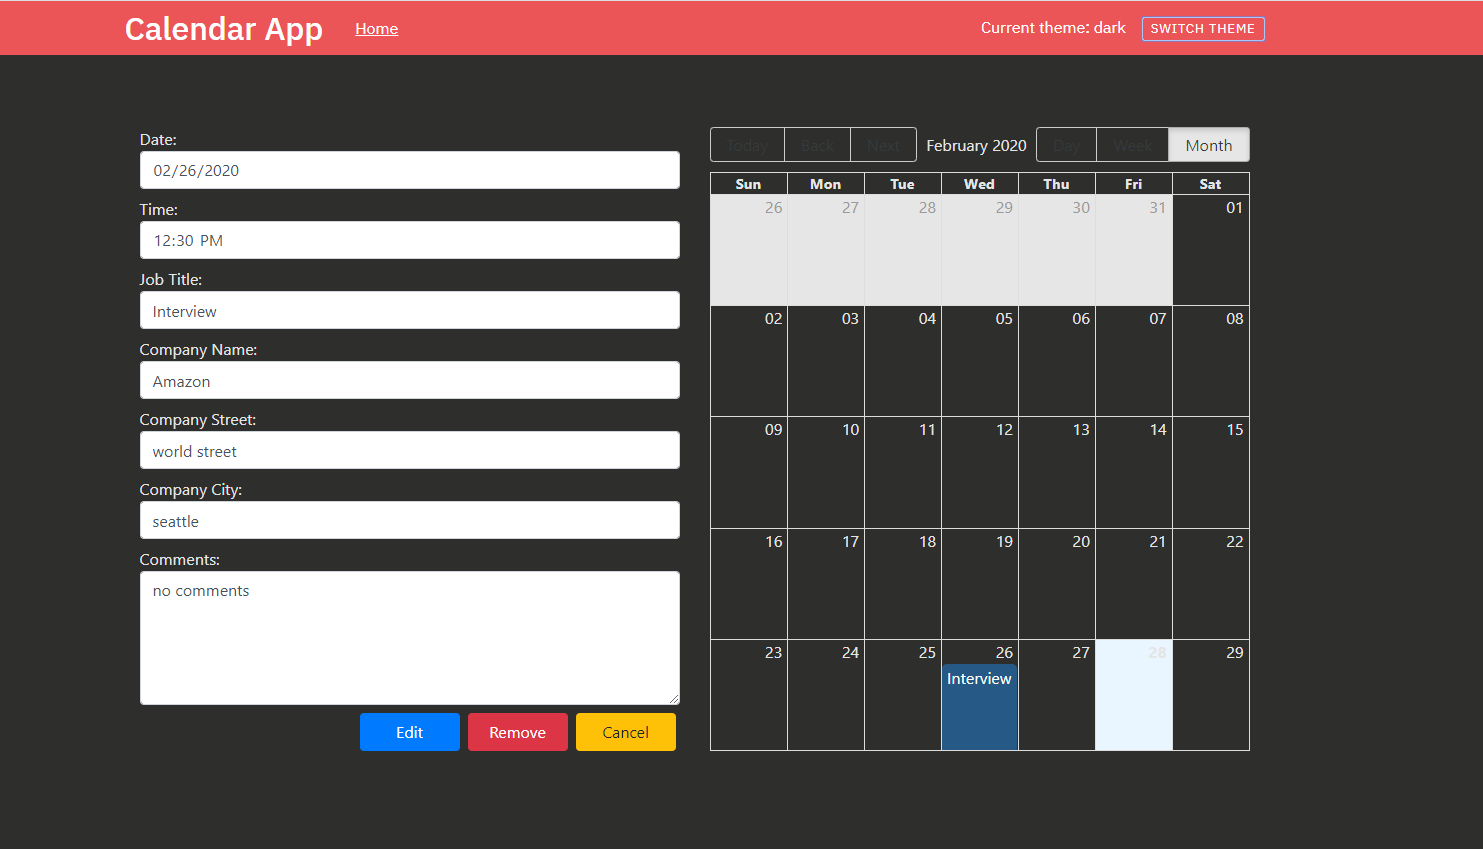 Calendar App Home Current theme: dark SWITCH THEME
Date:
02/26/2020
Time:
12:30 PM
Job Title:
Interview
Company Name:
Amazon
Company Street:
world street
Company City:
seattle
Comments:
no comments
Edit Remove Cancel
Today Back Next February 2020 Day Week Month
Sun Mon Tue Wed Thu Fri Sat
26 27 28 29 30 31 01
02 03 04 05 06 07 08
09 10 11 12 13 14 15
16 17 18 19 20 21 22
23 24 25 26 27 28 29
Interview